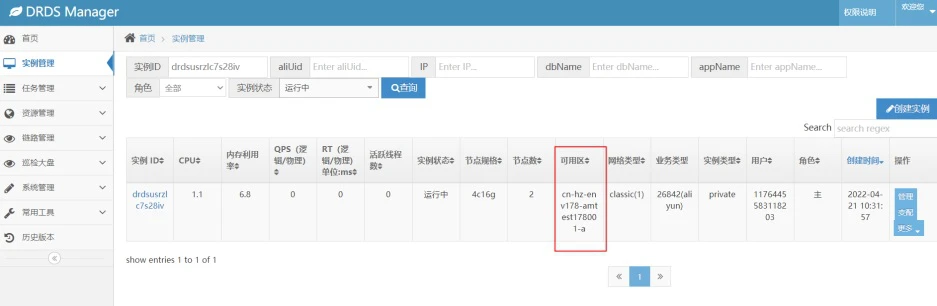 DRDS Manager
权限说明
欢迎您
首页
实例管理
任务管理
资源管理
链路管理
巡检大盘
系统管理
常用工具
历史版本
首页 > 实例管理
实例ID drdsusrzlc7s28iv aliUid Enter aliUid... IP Enter IP... dbName Enter dbName... appName Enter appName...
角色 全部 实例状态 运行中 查询
创建实例
Search search regex
实例 ID CPU 内存利用率 QPS (逻辑/物理) RT (逻辑/物理) 单位:ms 活跃线程数 实例状态 节点规格 节点数 可用区 网络类型 业务类型 实例类型 用户 角色 创建时间 操作
drdsusrzlc7s28iv 1.1 6.8 0 0 0 运行中 4c16g 2 cn-hz-env178-amtest178001-a classic(1) 26842(aliyun) private 1176445583118203 主 2022-04-21 10:31:57 管理
变配
更多
show entries 1 to 1 of 1
« 1 »